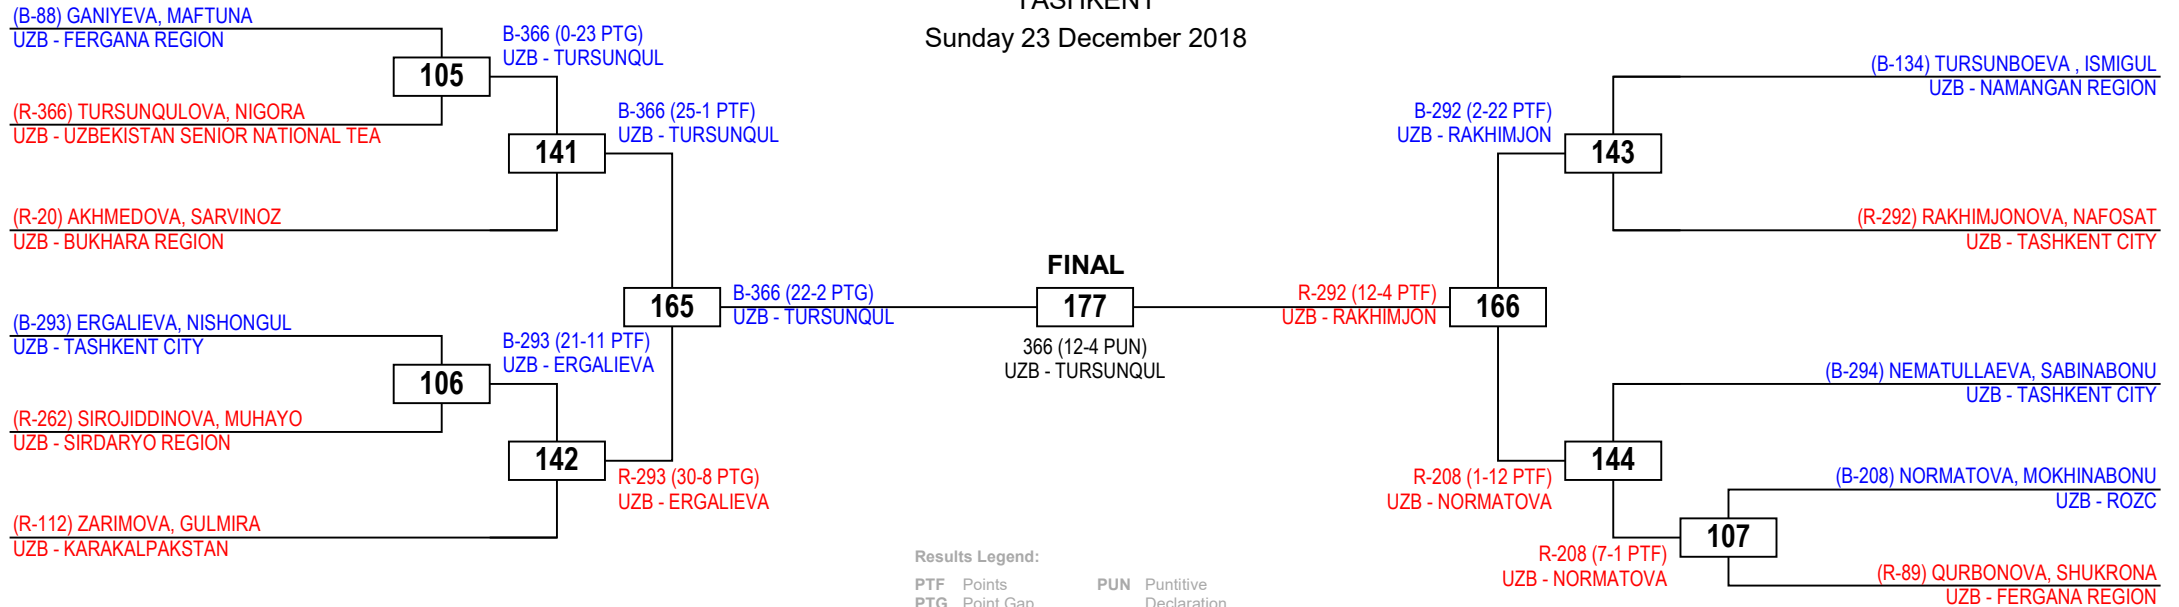 TASHKENT
Sunday 23 December 2018
(B-88) GANIYEVA, MAFTUNA
UZB - FERGANA REGION
(R-366) TURSUNQULOVA, NIGORA
UZB - UZBEKISTAN SENIOR NATIONAL TEA
(R-20) AKHMEDOVA, SARVINOZ
UZB - BUKHARA REGION
(B-293) ERGALIEVA, NISHONGUL
UZB - TASHKENT CITY
(R-262) SIROJIDDINOVA, MUHAYO
UZB - SIRDARYO REGION
(R-112) ZARIMOVA, GULMIRA
UZB - KARAKALPAKSTAN
105
106
B-366 (0-23 PTG)
UZB - TURSUNQUL
B-293 (21-11 PTF)
UZB - ERGALIEVA
141
142
B-366 (25-1 PTF)
UZB - TURSUNQUL
R-293 (30-8 PTG)
UZB - ERGALIEVA
165
B-366 (22-2 PTG)
UZB - TURSUNQUL
FINAL
177
366 (12-4 PUN)
UZB - TURSUNQUL
R-292 (12-4 PTF)
UZB - RAKHIMJON
166
B-292 (2-22 PTF)
UZB - RAKHIMJON
R-208 (1-12 PTF)
UZB - NORMATOVA
143
144
R-208 (7-1 PTF)
UZB - NORMATOVA
107
(B-134) TURSUNBOEVA , ISMIGUL
UZB - NAMANGAN REGION
(R-292) RAKHIMJONOVA, NAFOSAT
UZB - TASHKENT CITY
(B-294) NEMATULLAEVA, SABINABONU
UZB - TASHKENT CITY
(B-208) NORMATOVA, MOKHINABONU
UZB - ROZC
(R-89) QURBONOVA, SHUKRONA
UZB - FERGANA REGION
Results Legend:
PTF Points PUN Puntitive
PTG Point Gap Declaration